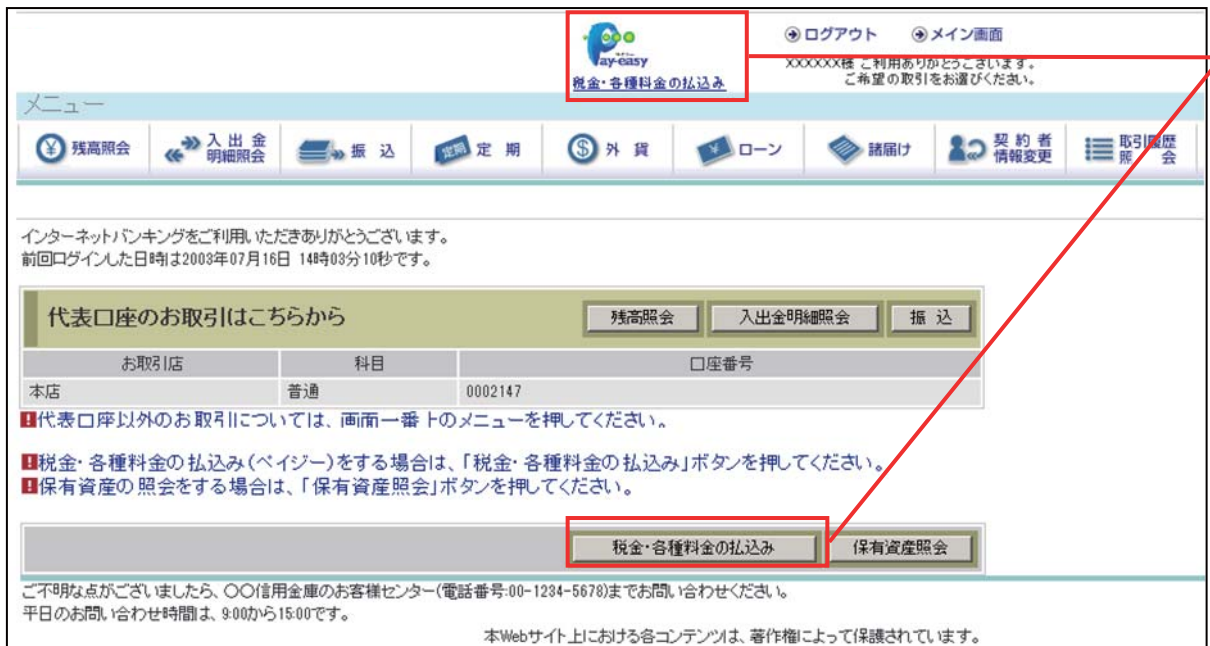 Pay-easy
税金・各種料金の払込み
ログアウト メイン画面
XXXXXX様 ご利用ありがとうございます。
ご希望の取引をお選びください。
メニュー
残高照会 入出金明細照会 振込 定期 定期 外貨 ローン 諸届け 契約者情報変更 取引履歴照会
インターネットバンキングをご利用いただきありがとうございます。
前回ログインした日時は2003年07月16日 14時03分10秒です。
代表口座のお取引はこちらから 残高照会 入出金明細照会 振込
お取引店 科目 口座番号
本店 普通 0002147
代表口座以外のお取引については、画面一番上のメニューを押してください。
税金・各種料金の払込み(ペイジー)をする場合は、「税金・各種料金の払込み」ボタンを押してください。
保有資産の照会をする場合は、「保有資産照会」ボタンを押してください。
税金・各種料金の払込み 保有資産照会
ご不明な点がございましたら、〇〇信用金庫のお客様センター(電話番号:00-1234-5678)までお問い合わせください。
平日のお問い合わせ時間は、9:00から15:00です。
本Webサイト上における各コンテンツは、著作権によって保護されています。